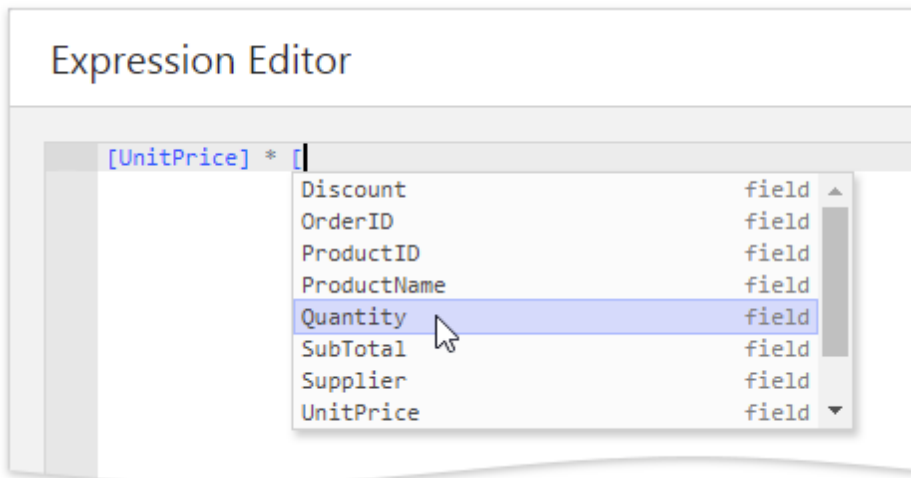 Expression Editor
[UnitPrice] * [
Discount field
OrderID field
ProductID field
ProductName field
Quantity field
SubTotal field
Supplier field
UnitPrice field